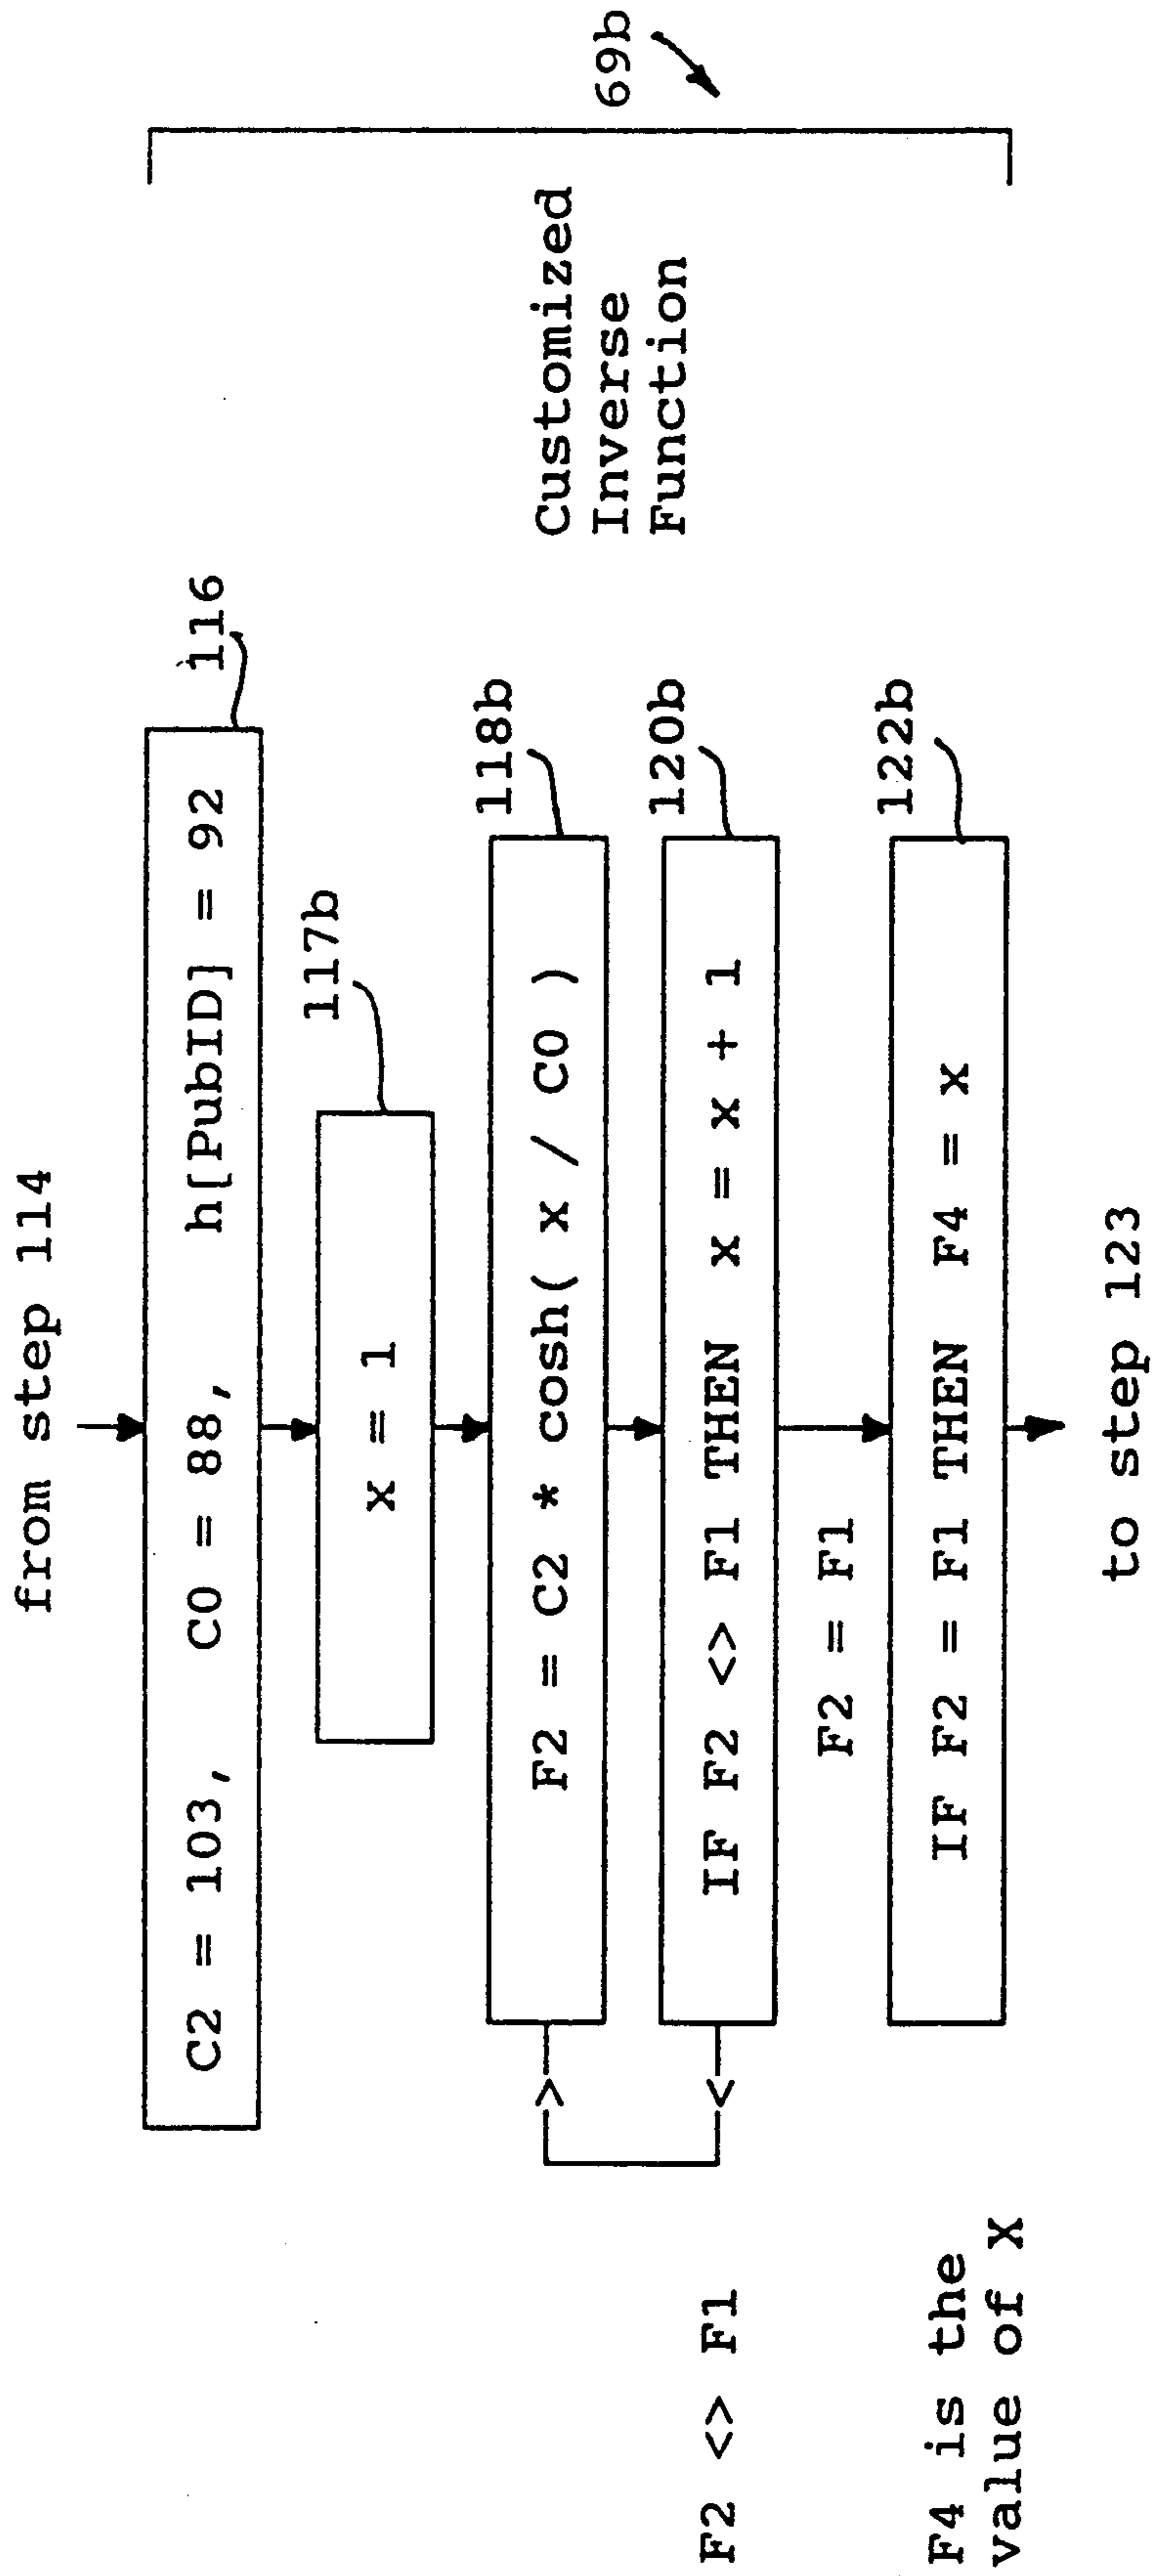 from step 114
C2 = 103, C0 = 88, h[PubID] = 92
116
x = 1
117b
F2 = C2 * cosh( x / C0 )
118b
F2 <> F1
IF F2 <> F1 THEN x = x + 1
120b
F2 = F1
F4 is the
value of X
IF F2 = F1 THEN F4 = x
122b
to step 123
Customized
Inverse
Function
69b